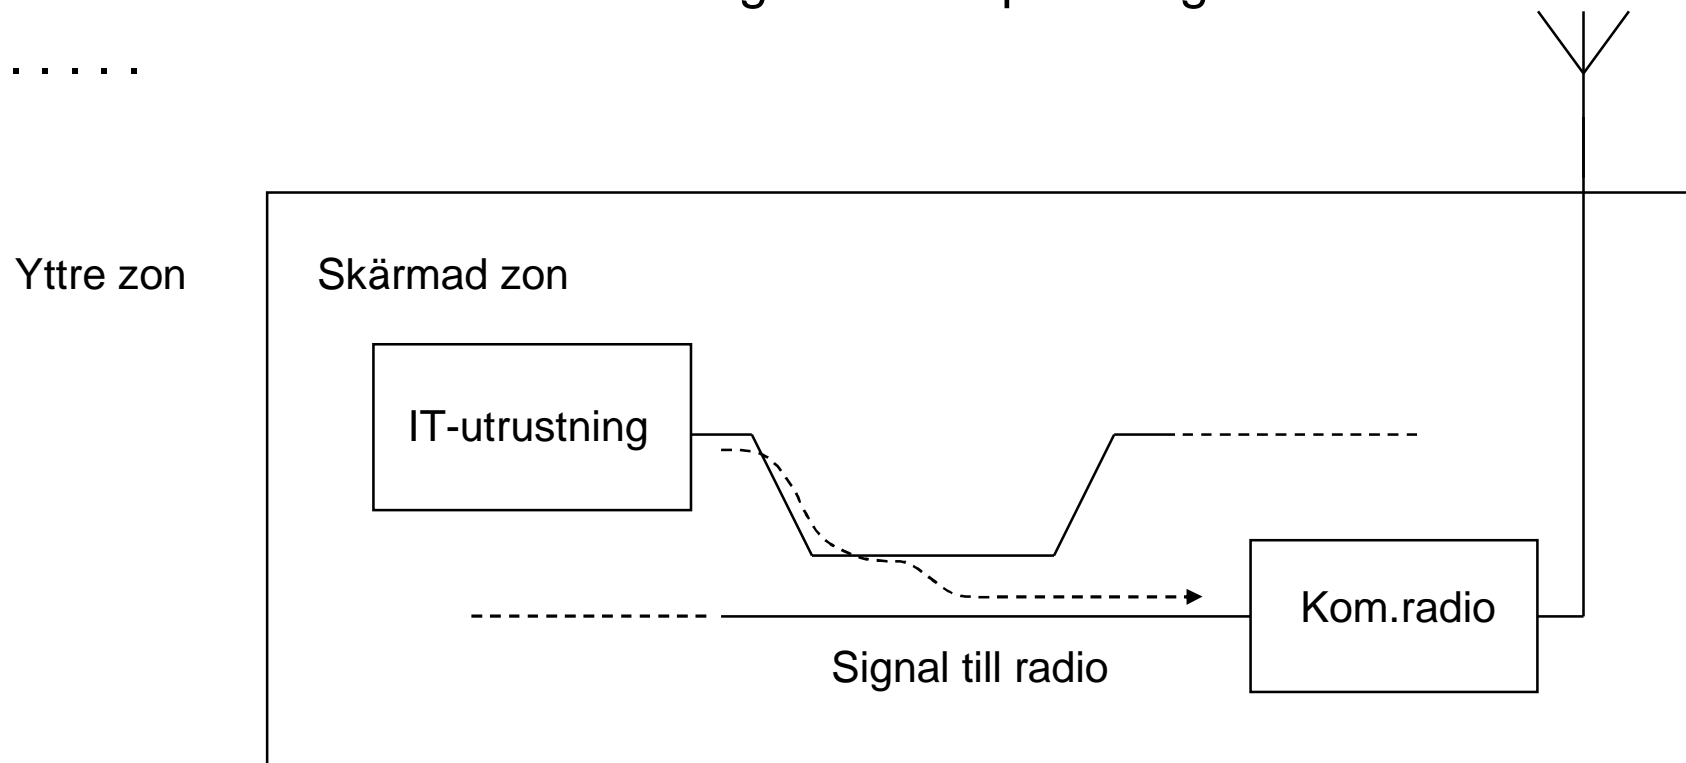 . . . . .
Yttre zon
Skärmad zon
IT-utrustning
Kom.radio
Signal till radio